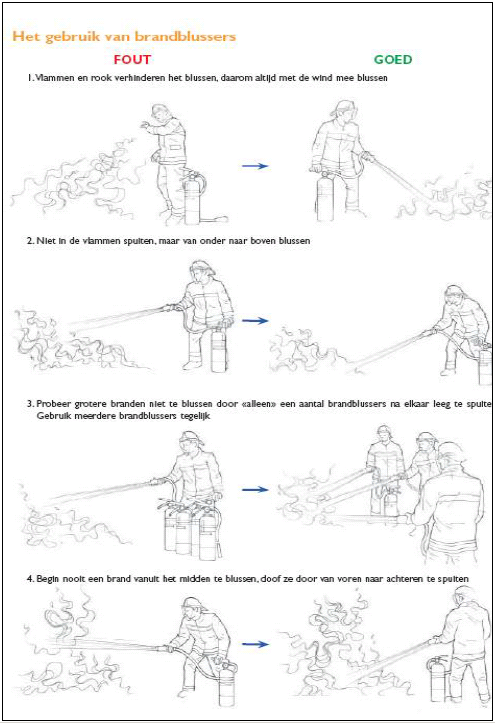 Het gebruik van brandblussers
FOUT GOED
1. Vlammen en rook verhinderen het blussen, daarom altijd met de wind mee blussen
2. Niet in de vlammen spuiten, maar van onder naar boven blussen
3. Probeer grotere branden niet te blussen door «alleen» een aantal brandblussers na elkaar leeg te spuite
Gebruik meerdere brandblussers tegelijk
4. Begin nooit een brand vanuit het midden te blussen, doof ze door van voren naar achteren te spuiten